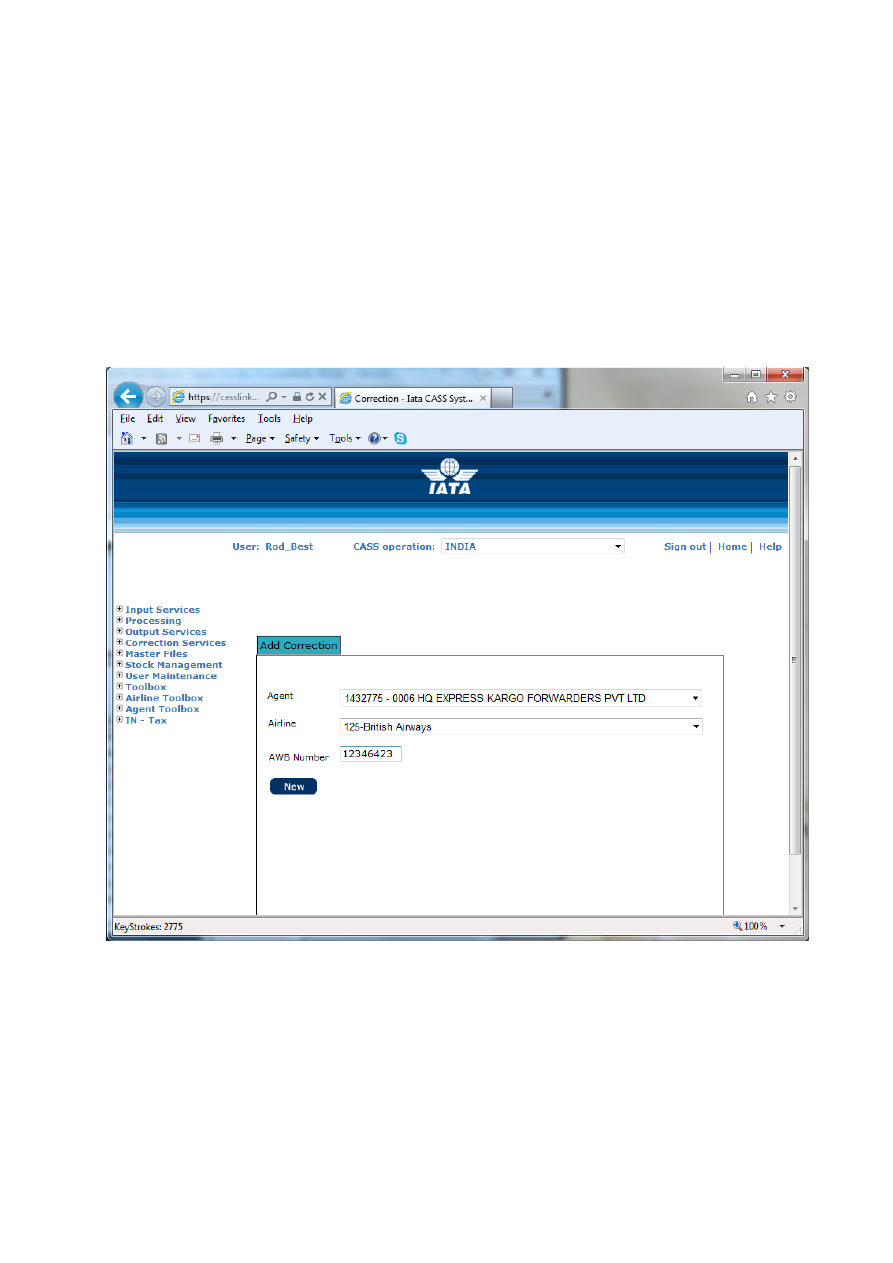 https://casslink...
Correction - Iata CASS Syst...
File Edit View Favorites Tools Help
Page Safety Tools
IATA
User: Rod_Best CASS operation: INDIA Sign out | Home | Help
Input Services
Processing
Output Services
Correction Services
Master Files
Stock Management
User Maintenance
Toolbox
Airline Toolbox
Agent Toolbox
IN - Tax
Add Correction
Agent 1432775 - 0006 HQ EXPRESS KARGO FORWARDERS PVT LTD
Airline 125-British Airways
AWB Number 12346423
New
KeyStrokes: 2775 100%